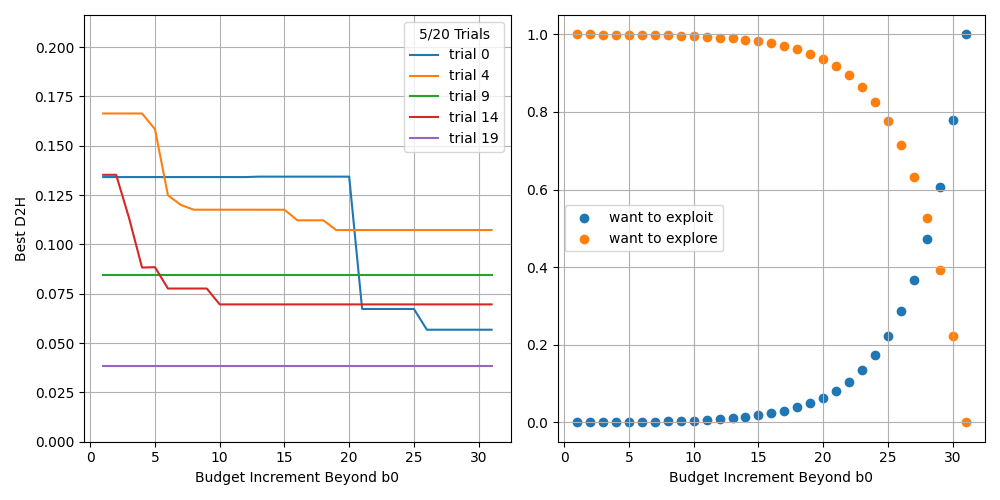 5/20 Trials
trial 0
trial 4
trial 9
trial 14
trial 19
0.200
0.175
0.150
0.125
0.100
0.075
0.050
0.025
0.000
Best D2H
0 5 10 15 20 25 30
Budget Increment Beyond b0
1.0
0.8
0.6
0.4
0.2
0.0
want to exploit
want to explore
0 5 10 15 20 25 30
Budget Increment Beyond b0